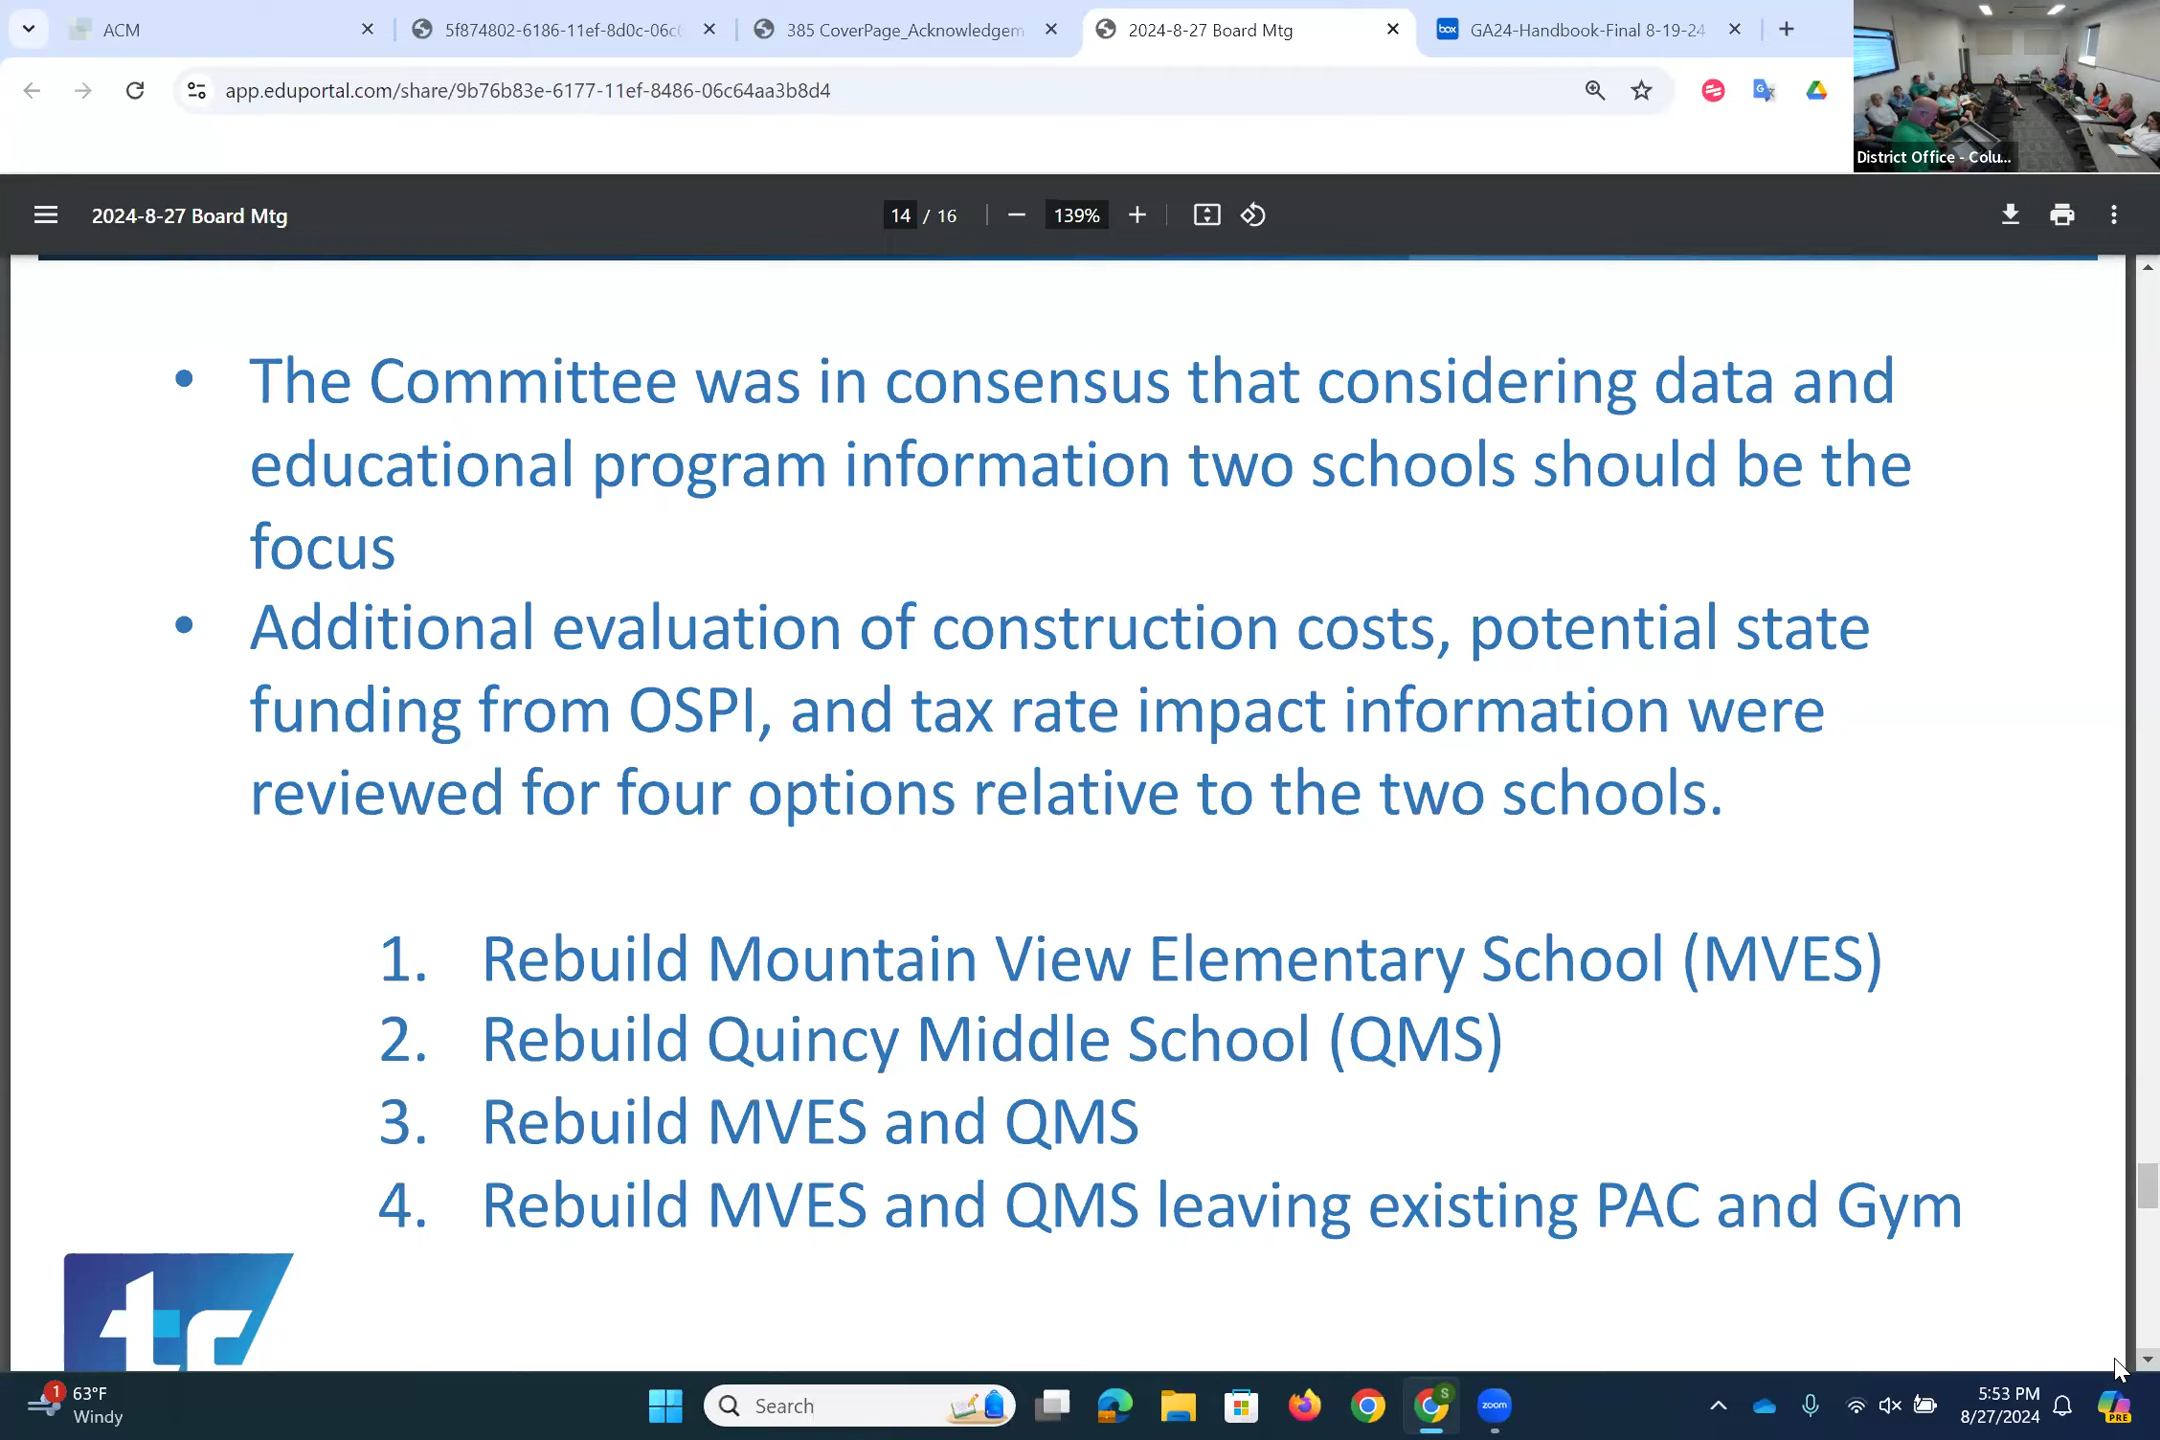 ACM
5f874802-6186-11ef-8d0c-06c6
385 CoverPage_Acknowledgem
2024-8-27 Board Mtg
box
GA24-Handbook-Final 8-19-24
app.eduportal.com/share/9b76b83e-6177-11ef-8486-06c64aa3b8d4
District Office - Colu...
2024-8-27 Board Mtg
14 / 16
139%
• The Committee was in consensus that considering data and
educational program information two schools should be the
focus
• Additional evaluation of construction costs, potential state
funding from OSPI, and tax rate impact information were
reviewed for four options relative to the two schools.
1. Rebuild Mountain View Elementary School (MVES)
2. Rebuild Quincy Middle School (QMS)
3. Rebuild MVES and QMS
4. Rebuild MVES and QMS leaving existing PAC and Gym
tr
1
63°F
Windy
Search
S
zoom
5:53 PM
8/27/2024
PRE